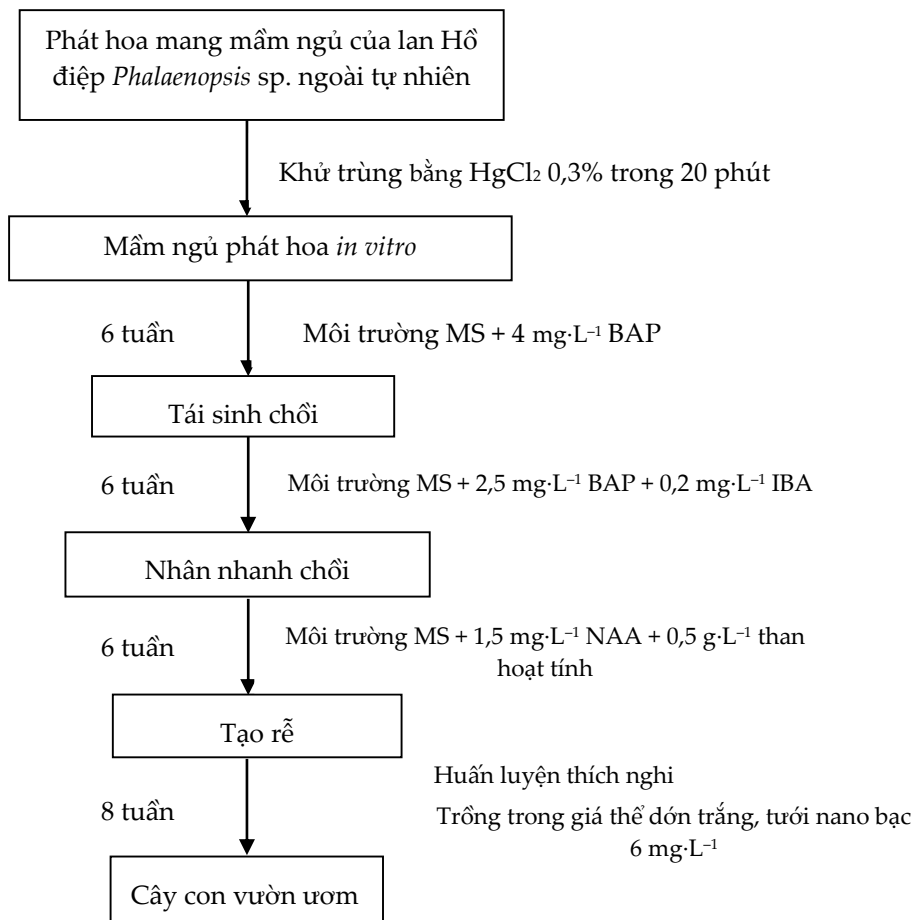 Phát hoa mang mầm ngủ của lan Hồ
điệp Phalaenopsis sp. ngoài tự nhiên
Khử trùng bằng HgCl₂ 0,3% trong 20 phút
Mầm ngủ phát hoa in vitro
6 tuần
Môi trường MS + 4 mg·L⁻¹ BAP
Tái sinh chồi
6 tuần
Môi trường MS + 2,5 mg·L⁻¹ BAP + 0,2 mg·L⁻¹ IBA
Nhân nhanh chồi
6 tuần
Môi trường MS + 1,5 mg·L⁻¹ NAA + 0,5 g·L⁻¹ than
hoạt tính
Tạo rễ
8 tuần
Huấn luyện thích nghi
Trồng trong giá thể dớn trắng, tưới nano bạc
6 mg·L⁻¹
Cây con vườn ươm